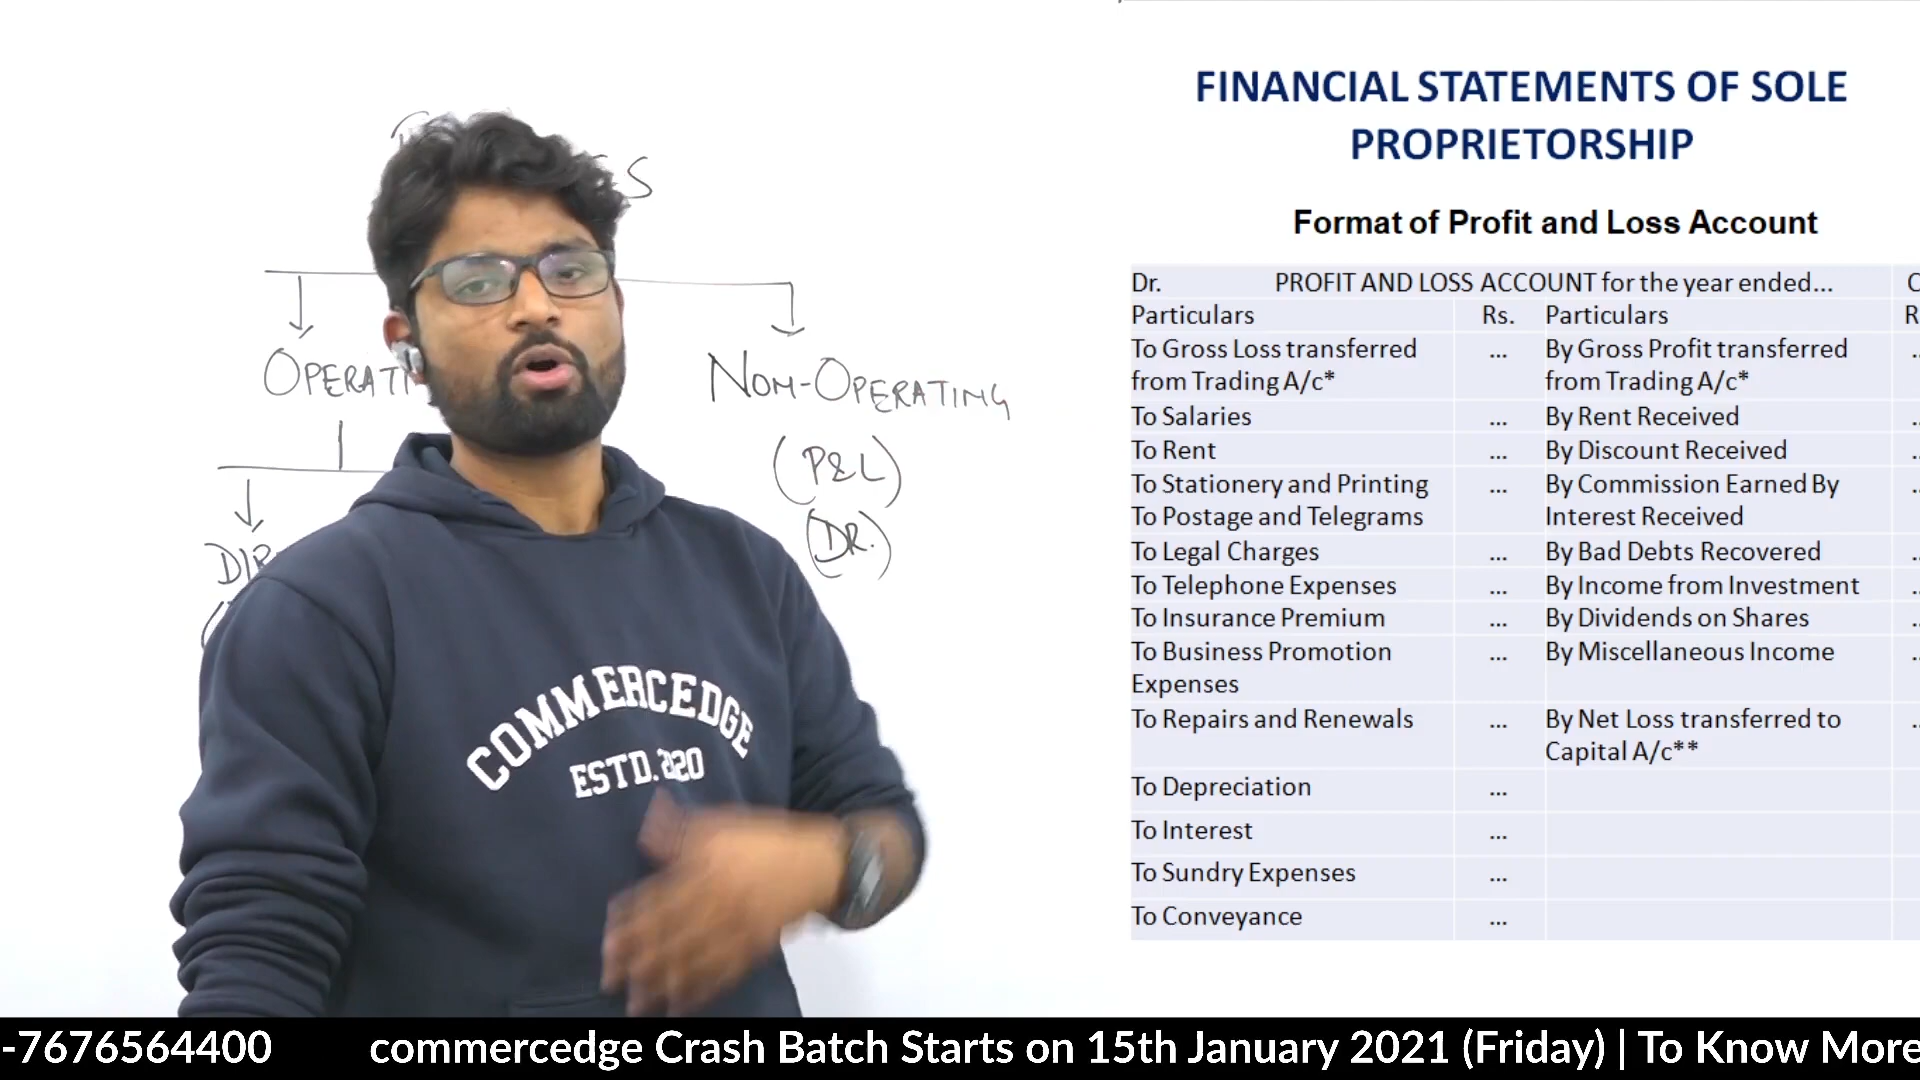 OPERATI
NON-OPERATING
(P&L)
(DR.)
COMMERCEDGE
ESTD. 2020
FINANCIAL STATEMENTS OF SOLE
PROPRIETORSHIP
Format of Profit and Loss Account
Dr. PROFIT AND LOSS ACCOUNT for the year ended...
Particulars Rs. Particulars
To Gross Loss transferred ... By Gross Profit transferred
from Trading A/c* from Trading A/c*
To Salaries ... By Rent Received
To Rent ... By Discount Received
To Stationery and Printing ... By Commission Earned By
To Postage and Telegrams Interest Received
To Legal Charges ... By Bad Debts Recovered
To Telephone Expenses ... By Income from Investment
To Insurance Premium ... By Dividends on Shares
To Business Promotion ... By Miscellaneous Income
Expenses
To Repairs and Renewals ... By Net Loss transferred to
Capital A/c**
To Depreciation ...
To Interest ...
To Sundry Expenses ...
To Conveyance ...
-7676564400 commercedge Crash Batch Starts on 15th January 2021 (Friday) | To Know More